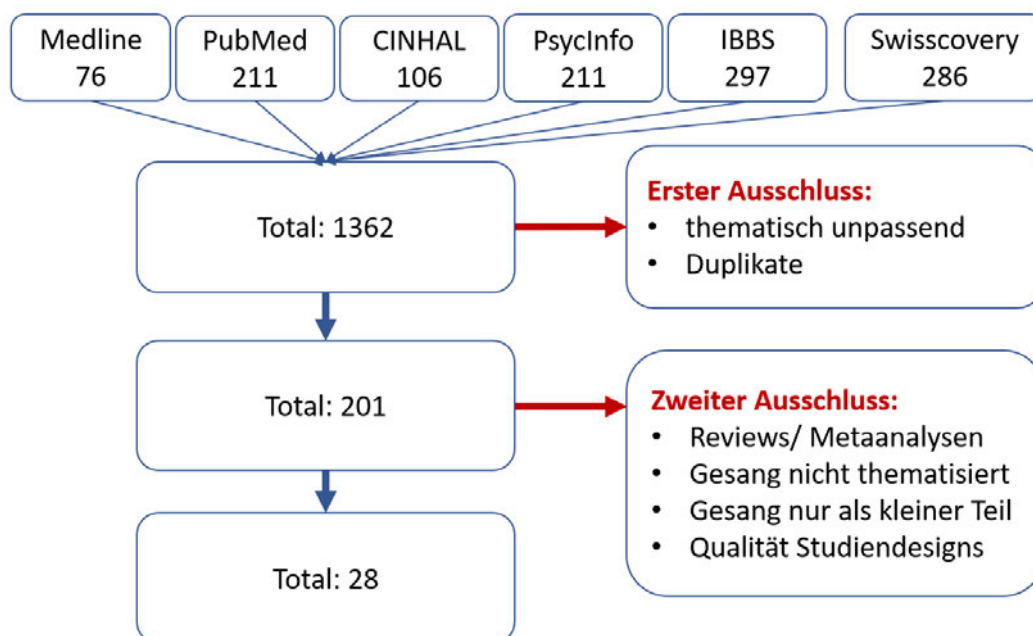 Medline
76
PubMed
211
CINHAL
106
PsycInfo
211
IBBS
297
Swisscovery
286
Total: 1362
Erster Ausschluss:
• thematisch unpassend
• Duplikate
Total: 201
Zweiter Ausschluss:
• Reviews/ Metaanalysen
• Gesang nicht thematisiert
• Gesang nur als kleiner Teil
• Qualität Studiendesigns
Total: 28